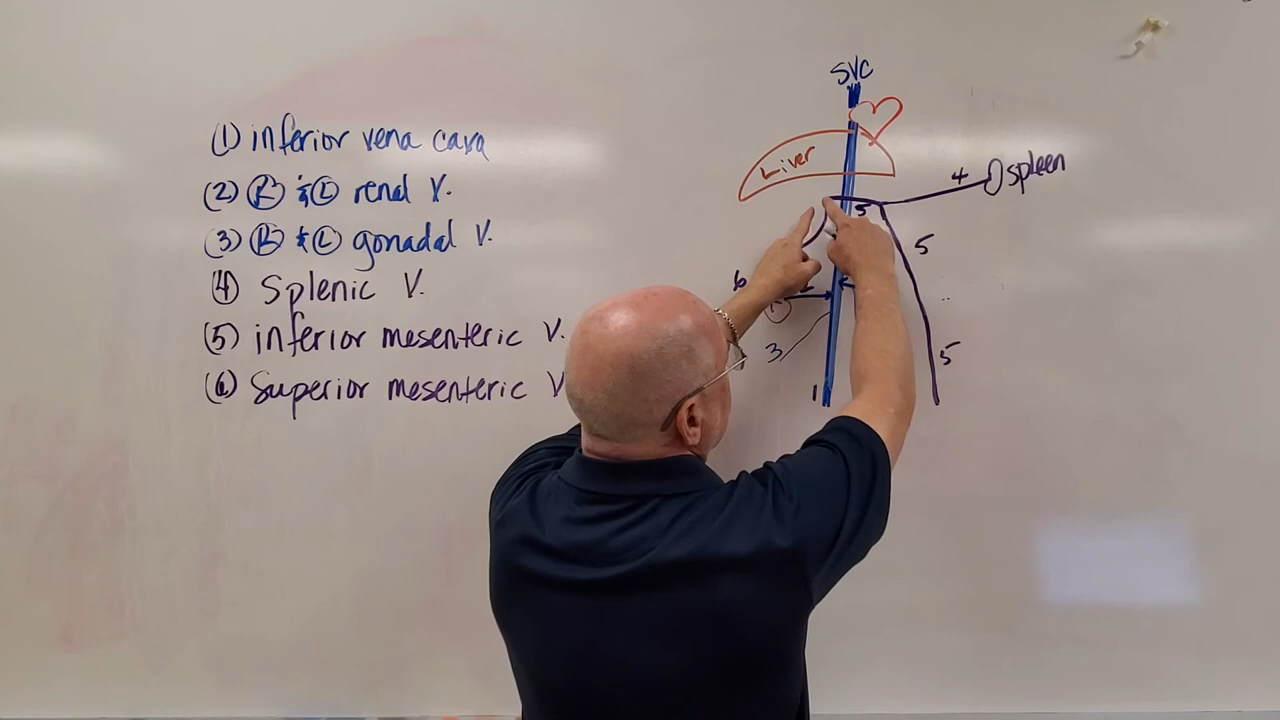 SVC
(1) inferior vena cava
Liver
(2) Ⓡ & Ⓛ renal V.
4 spleen
(3) Ⓡ & Ⓛ gonadal V.
5
5
(4) Splenic V.
6
(5) inferior mesenteric V.
3
5
(6) Superior mesenteric V
1